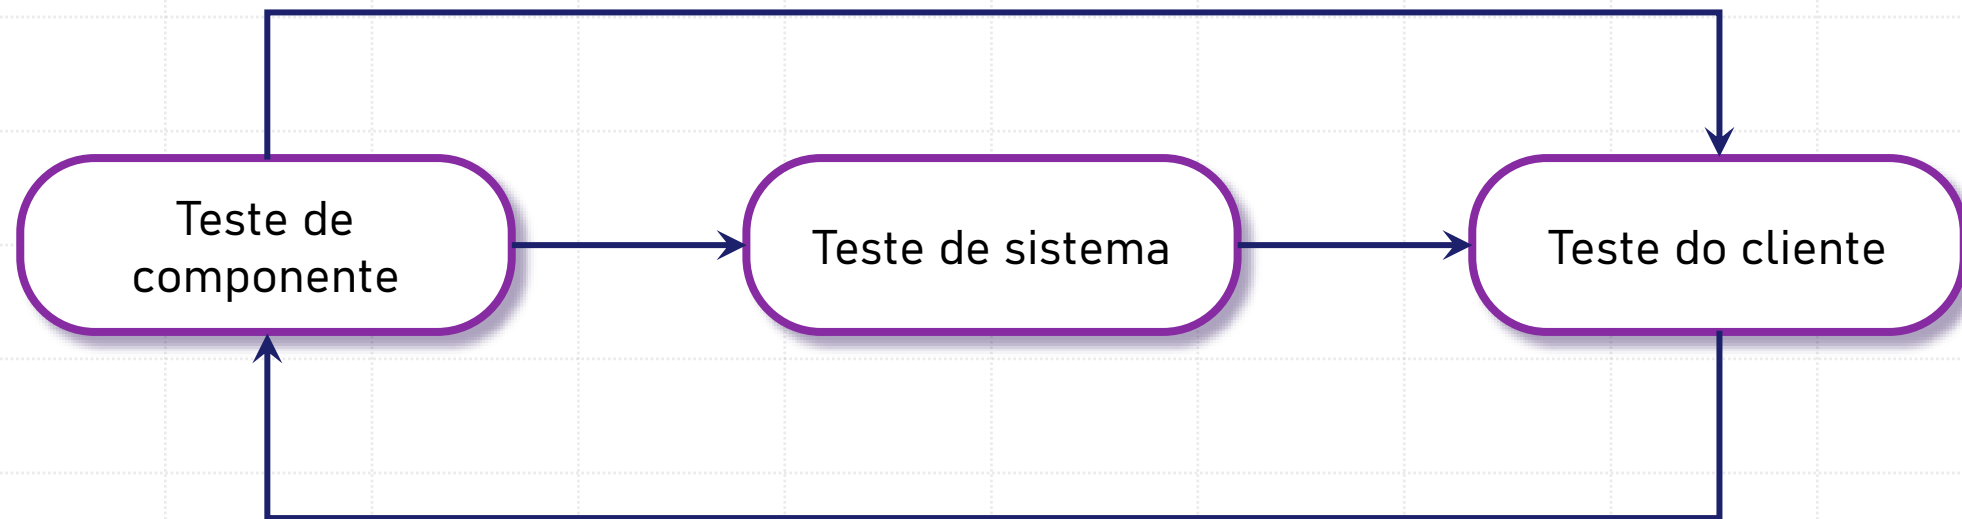 Teste de
componente
Teste de sistema
Teste do cliente